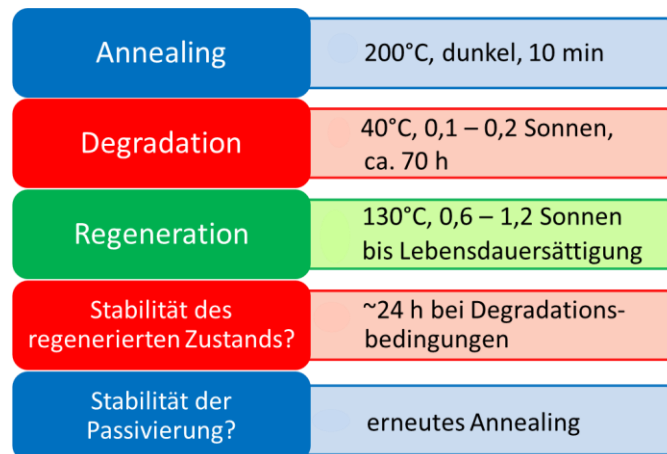 Annealing
200°C, dunkel, 10 min
Degradation
40°C, 0,1 – 0,2 Sonnen,
ca. 70 h
Regeneration
130°C, 0,6 – 1,2 Sonnen
bis Lebensdauersättigung
Stabilität des
regenerierten Zustands?
~24 h bei Degradations-
bedingungen
Stabilität der
Passivierung?
erneutes Annealing